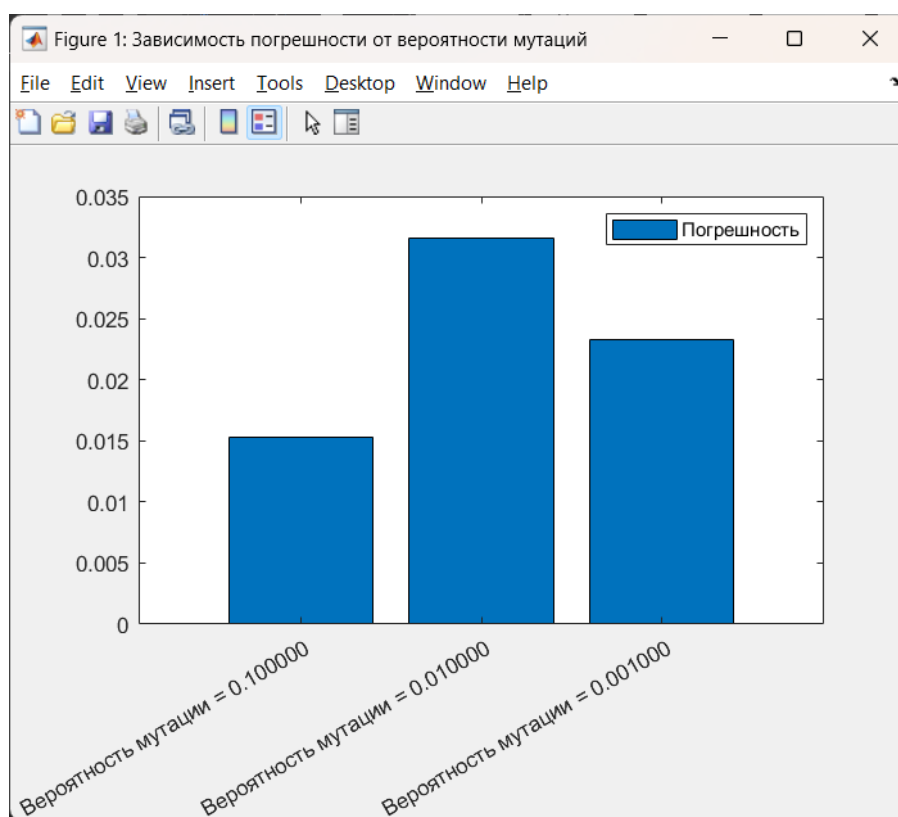 Figure 1: Зависимость погрешности от вероятности мутаций
File Edit View Insert Tools Desktop Window Help
0.035
0.03
0.025
0.02
0.015
0.01
0.005
0
Погрешность
Вероятность мутации = 0.100000
Вероятность мутации = 0.010000
Вероятность мутации = 0.001000